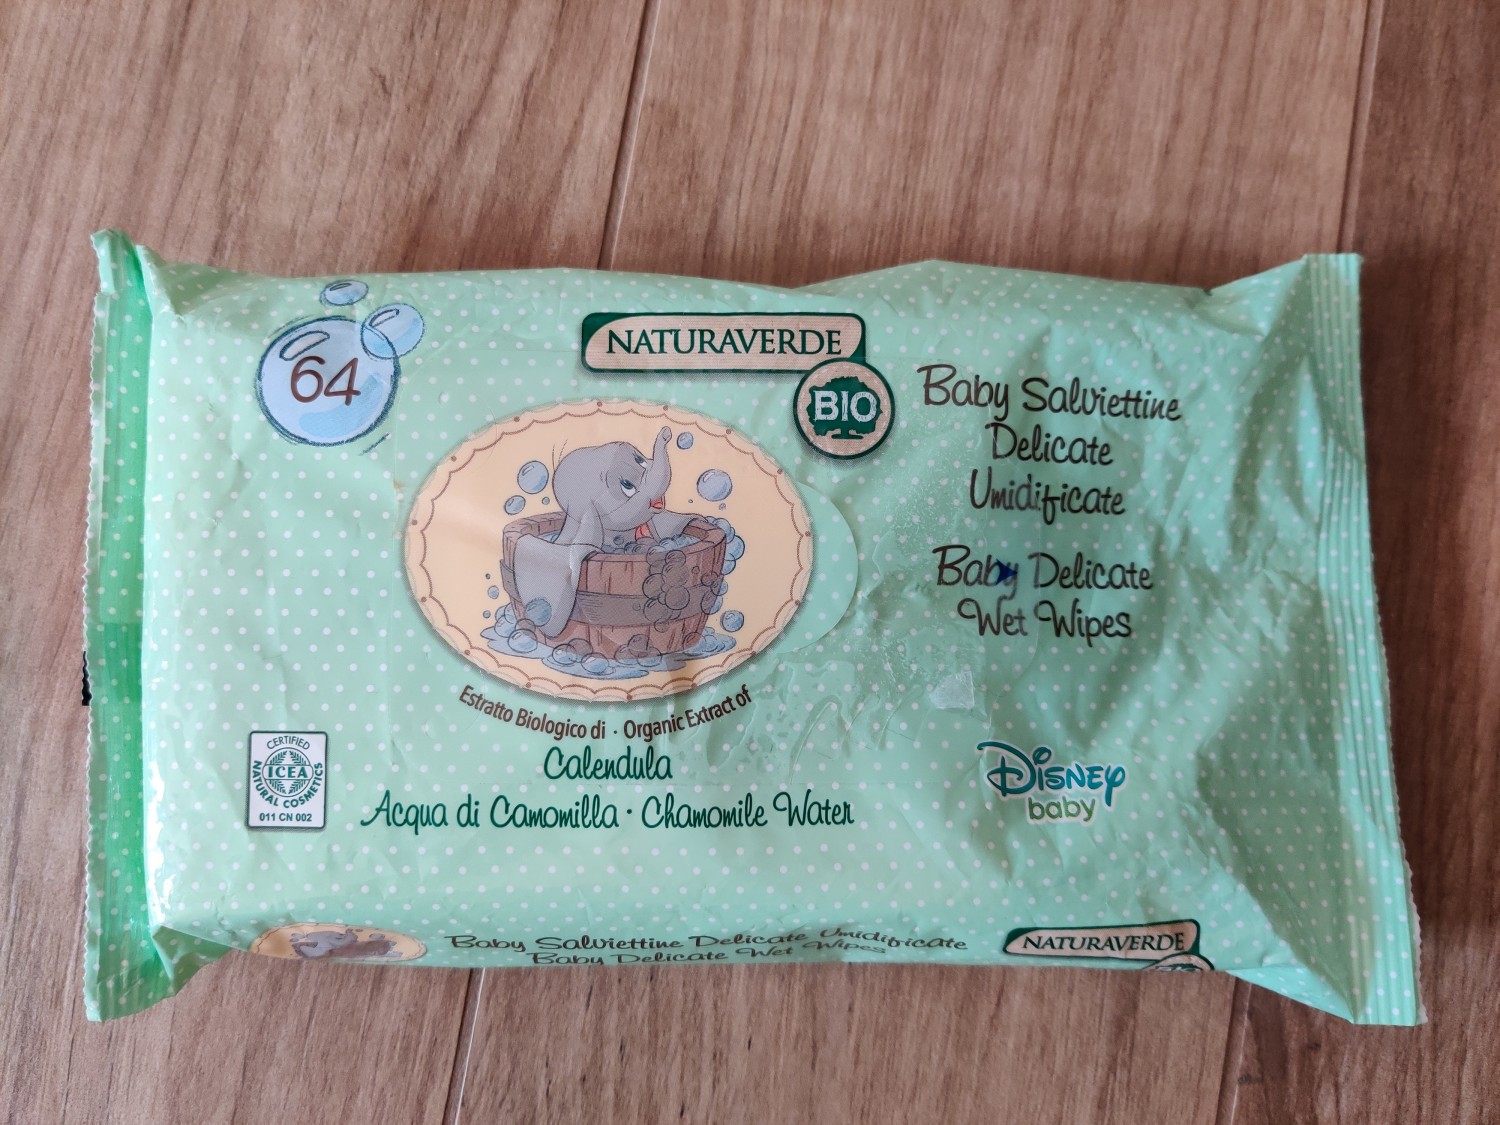 64
NATURAVERDE
BIO
Baby Salviettine
Delicate
Umidificate
Baby Delicate
Wet Wipes
Estratto Biologico di · Organic Extract of
Calendula
Acqua di Camomilla · Chamomile Water
CERTIFIED
ICEA
NATURAL COSMETICS
011 CN 002
Disney
baby
Baby Salviettine Delicate Umidificate
Baby Delicate Wet Wipes
NATURAVERDE
BIO